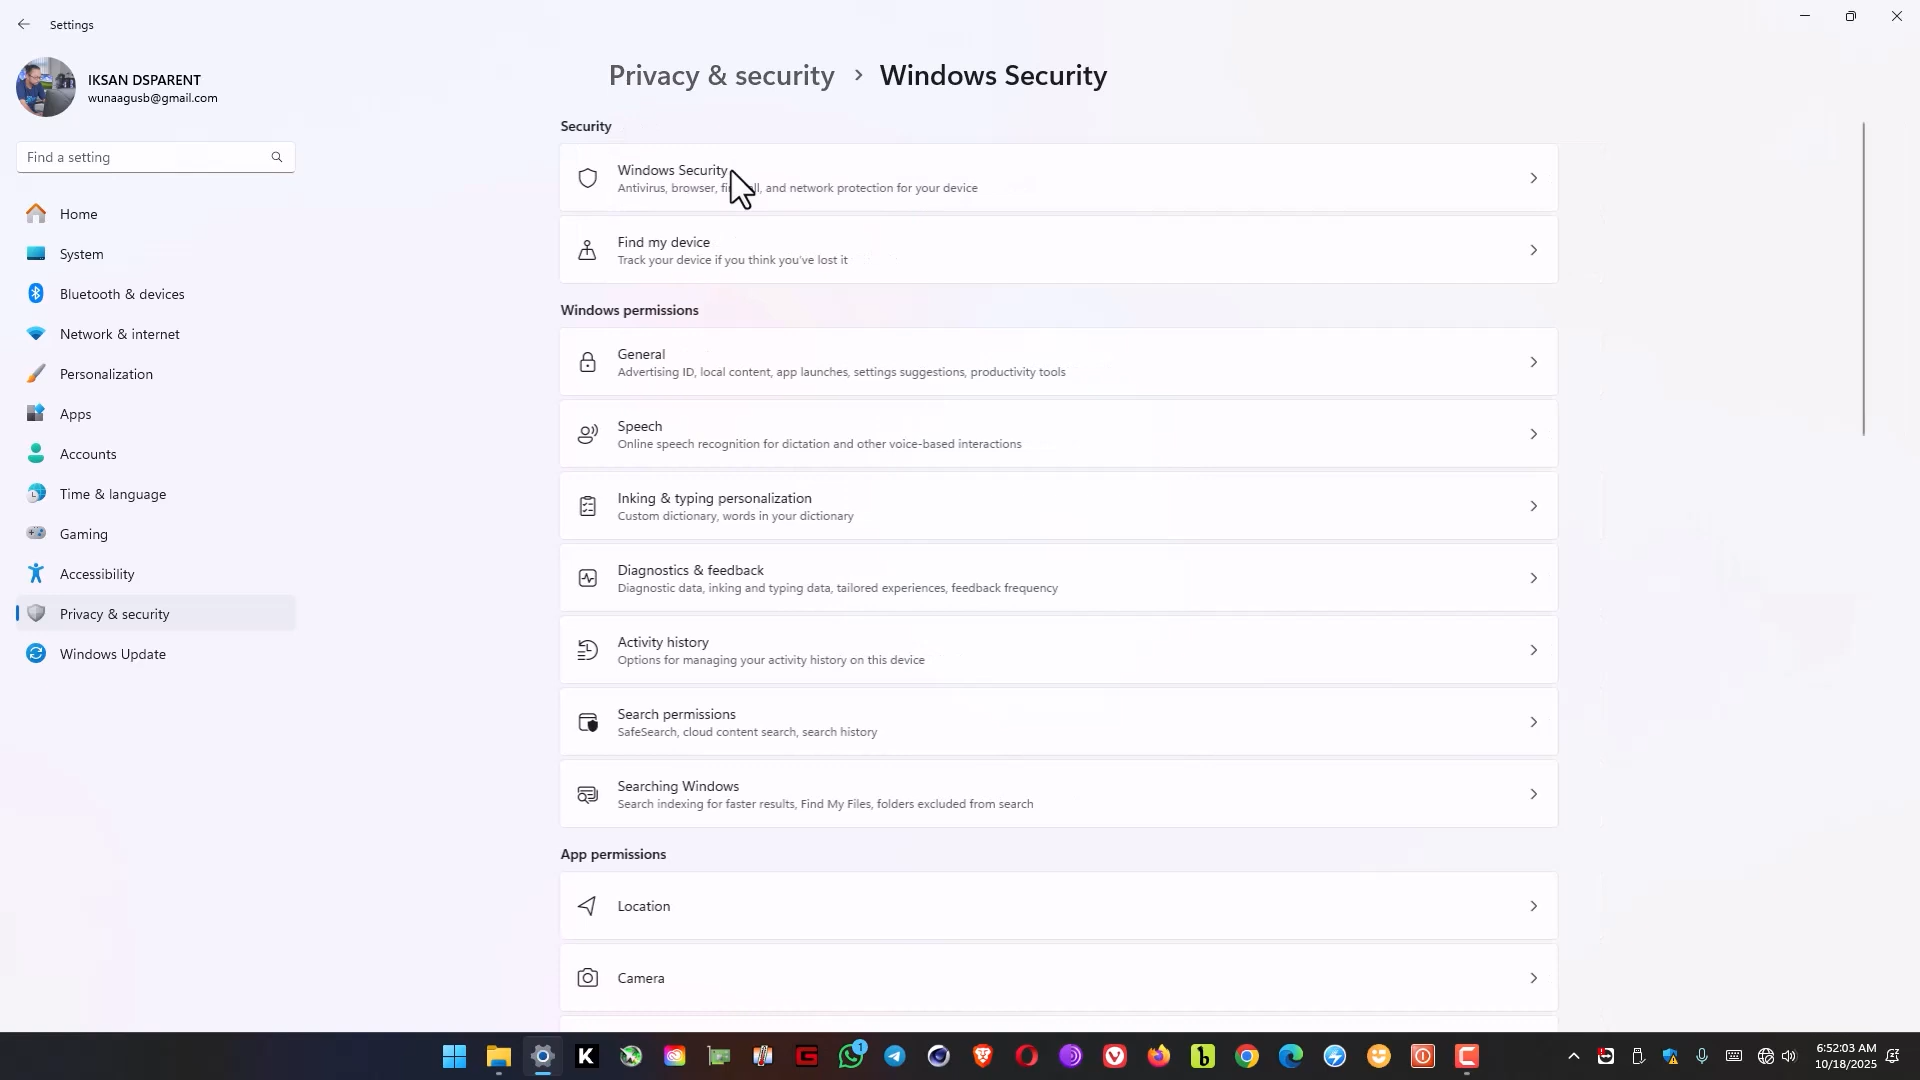 Settings
IKSAN DSPARENT
wunaagusb@gmail.com
Find a setting
Home
System
Bluetooth & devices
Network & internet
Personalization
Apps
Accounts
Time & language
Gaming
Accessibility
Privacy & security
Windows Update
Privacy & security > Windows Security
Security
Windows Security
Antivirus, browser, and network protection for your device
Find my device
Track your device if you think you've lost it
Windows permissions
General
Advertising ID, local content, app launches, settings suggestions, productivity tools
Speech
Online speech recognition for dictation and other voice-based interactions
Inking & typing personalization
Custom dictionary, words in your dictionary
Diagnostics & feedback
Diagnostic data, inking and typing data, tailored experiences, feedback frequency
Activity history
Options for managing your activity history on this device
Search permissions
SafeSearch, cloud content search, search history
Searching Windows
Search indexing for faster results, Find My Files, folders excluded from search
App permissions
Location
Camera
1
6:52:03 AM
10/18/2025